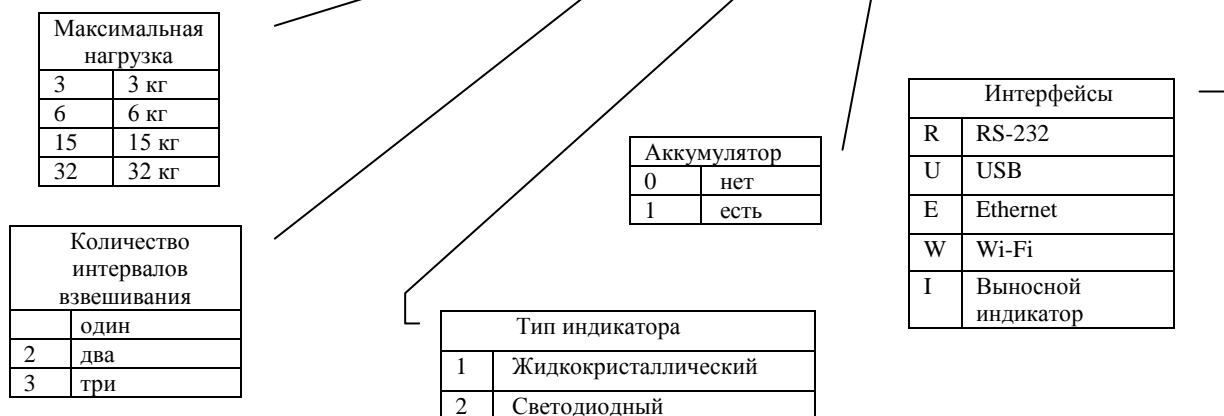 Максимальная
нагрузка
3 3 кг
6 6 кг
15 15 кг
32 32 кг
Количество
интервалов
взвешивания
один
2 два
3 три
Аккумулятор
0 нет
1 есть
Тип индикатора
1 Жидкокристаллический
2 Светодиодный
Интерфейсы
R RS-232
U USB
E Ethernet
W Wi-Fi
I Выносной
индикатор